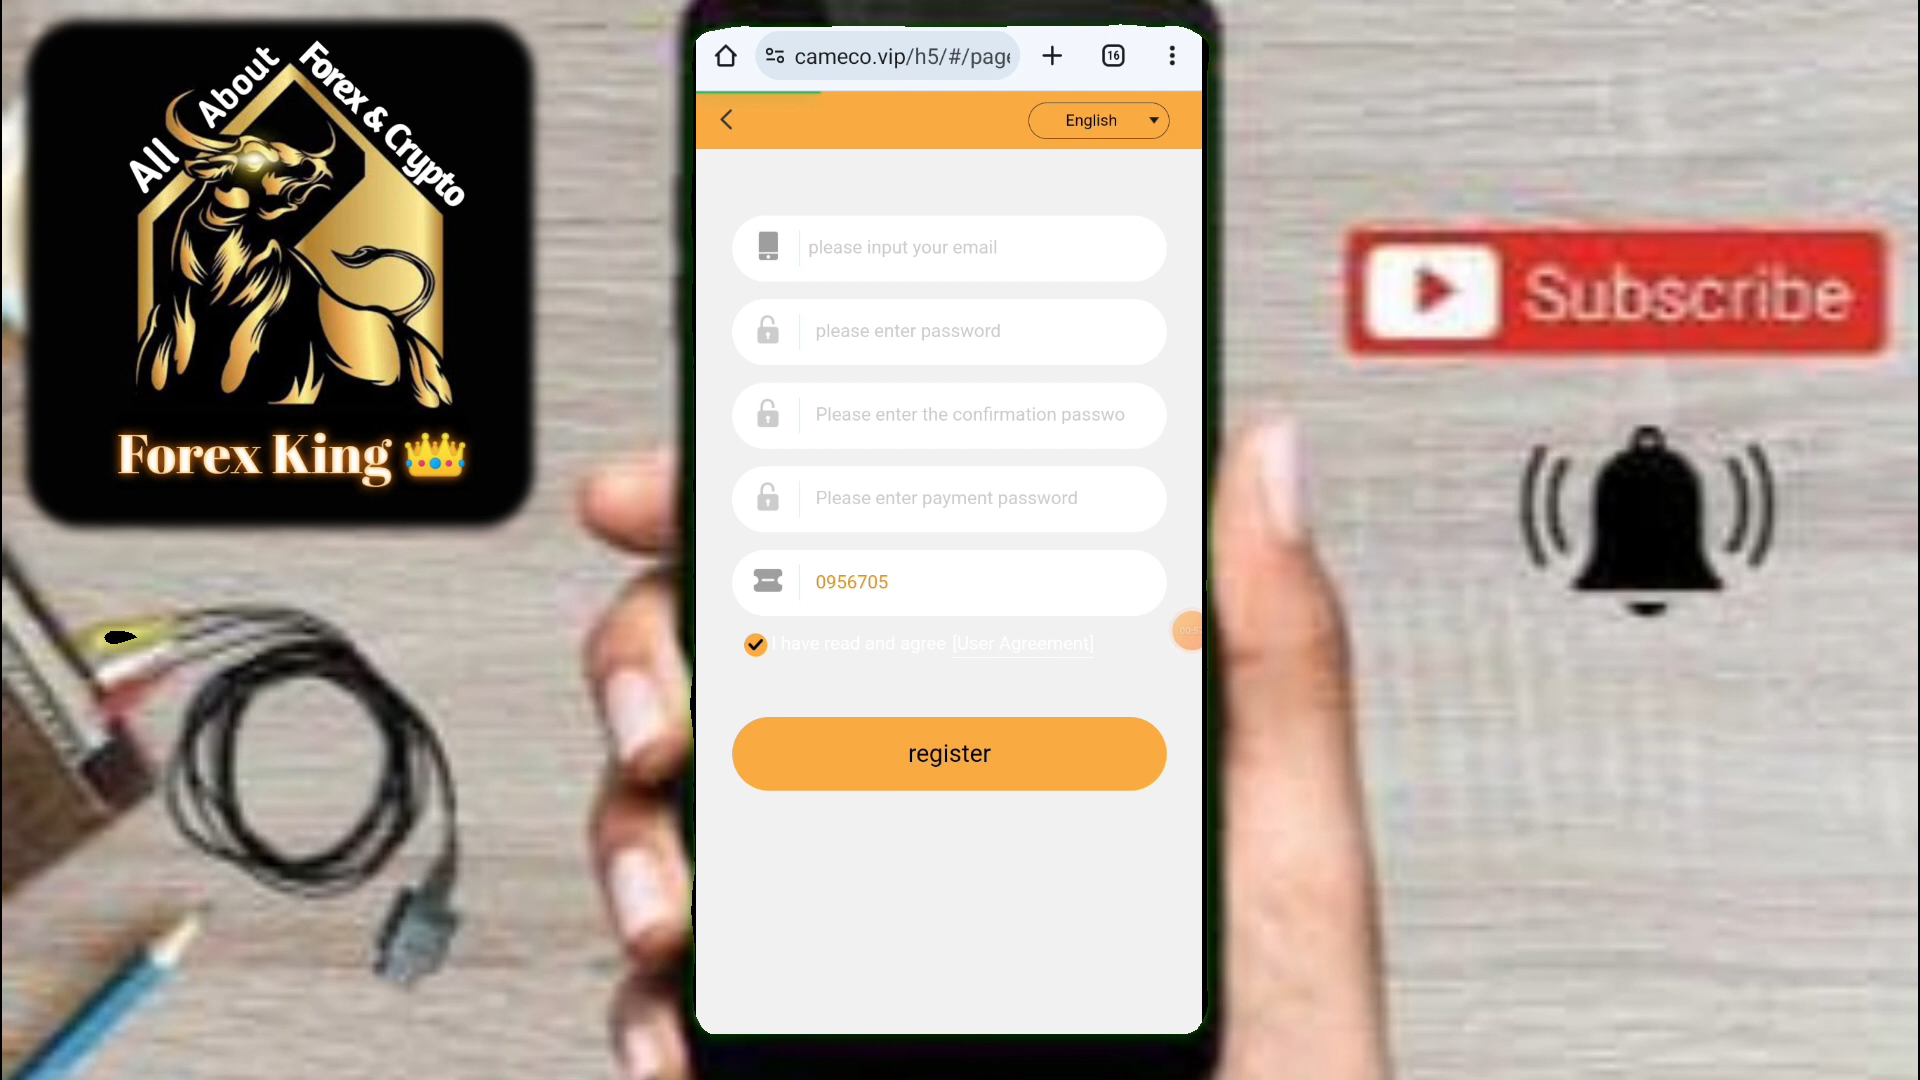 All About Forex & Crypto
Forex King
cameco.vip/h5/#/page
16
English
please input your email
please enter password
Please enter the confirmation passwo
Please enter payment password
0956705
I have read and agree [User Agreement]
register
Subscribe